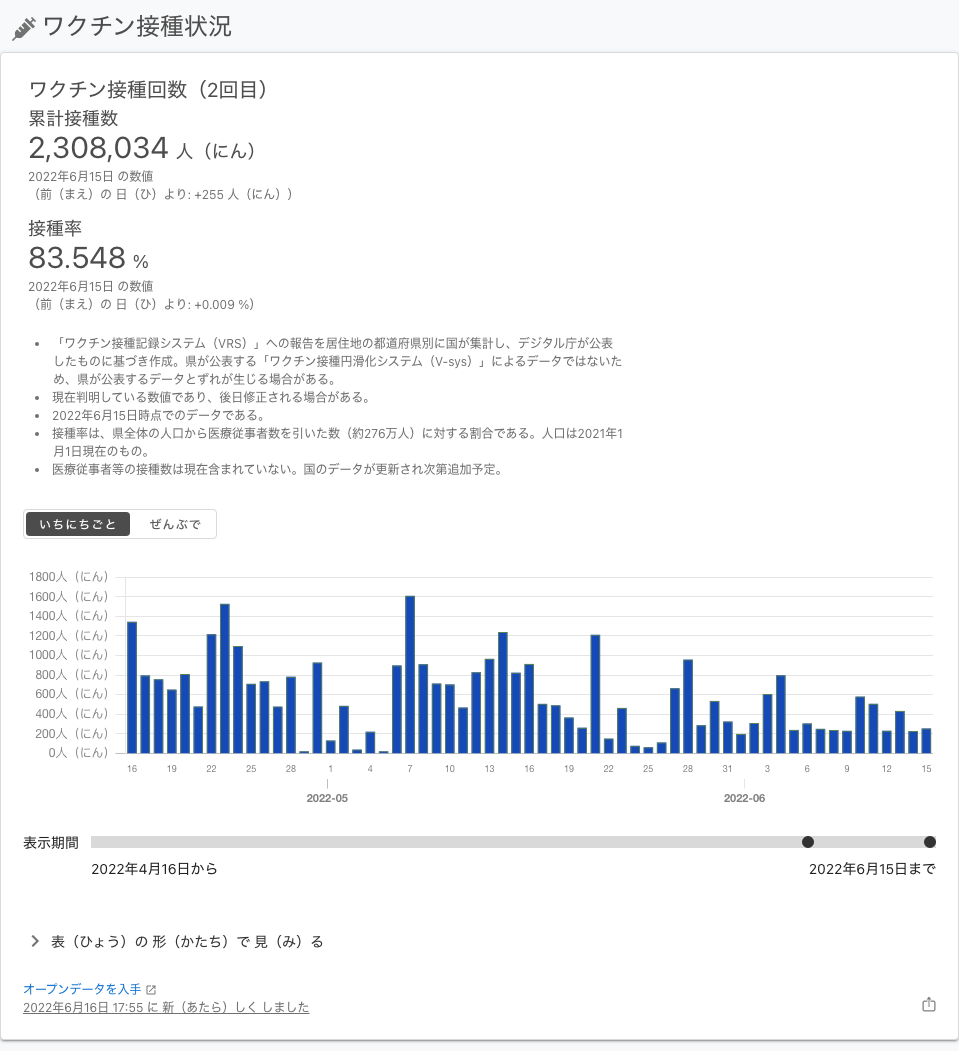 ワクチン接種状況
ワクチン接種回数（2回目）
累計接種数
2,308,034 人（にん）
2022年6月15日 の数値
（前（まえ）の 日（ひ）より: +255 人（にん））
接種率
83.548 %
2022年6月15日 の数値
（前（まえ）の 日（ひ）より: +0.009 %）
• 「ワクチン接種記録システム（VRS）」への報告を居住地の都道府県別に国が集計し、デジタル庁が公表
したものに基づき作成。県が公表する「ワクチン接種円滑化システム（V-sys）」によるデータではないた
め、県が公表するデータとずれが生じる場合がある。
• 現在判明している数値であり、後日修正される場合がある。
• 2022年6月15日時点でのデータである。
• 接種率は、県全体の人口から医療従事者数を引いた数（約276万人）に対する割合である。人口は2021年1
月1日現在のもの。
• 医療従事者等の接種数は現在含まれていない。国のデータが更新され次第追加予定。
いちにちごと ぜんぶで
1800人（にん）
1600人（にん）
1400人（にん）
1200人（にん）
1000人（にん）
800人（にん）
600人（にん）
400人（にん）
200人（にん）
0人（にん）
16 19 22 25 28 1 4 7 10 13 16 19 22 25 28 31 3 6 9 12 15
2022-05 2022-06
表示期間
2022年4月16日から 2022年6月15日まで
表（ひょう）の 形（かたち）で 見（み）る
オープンデータを入手
2022年6月16日 17:55 に 新（あたら）しく しました